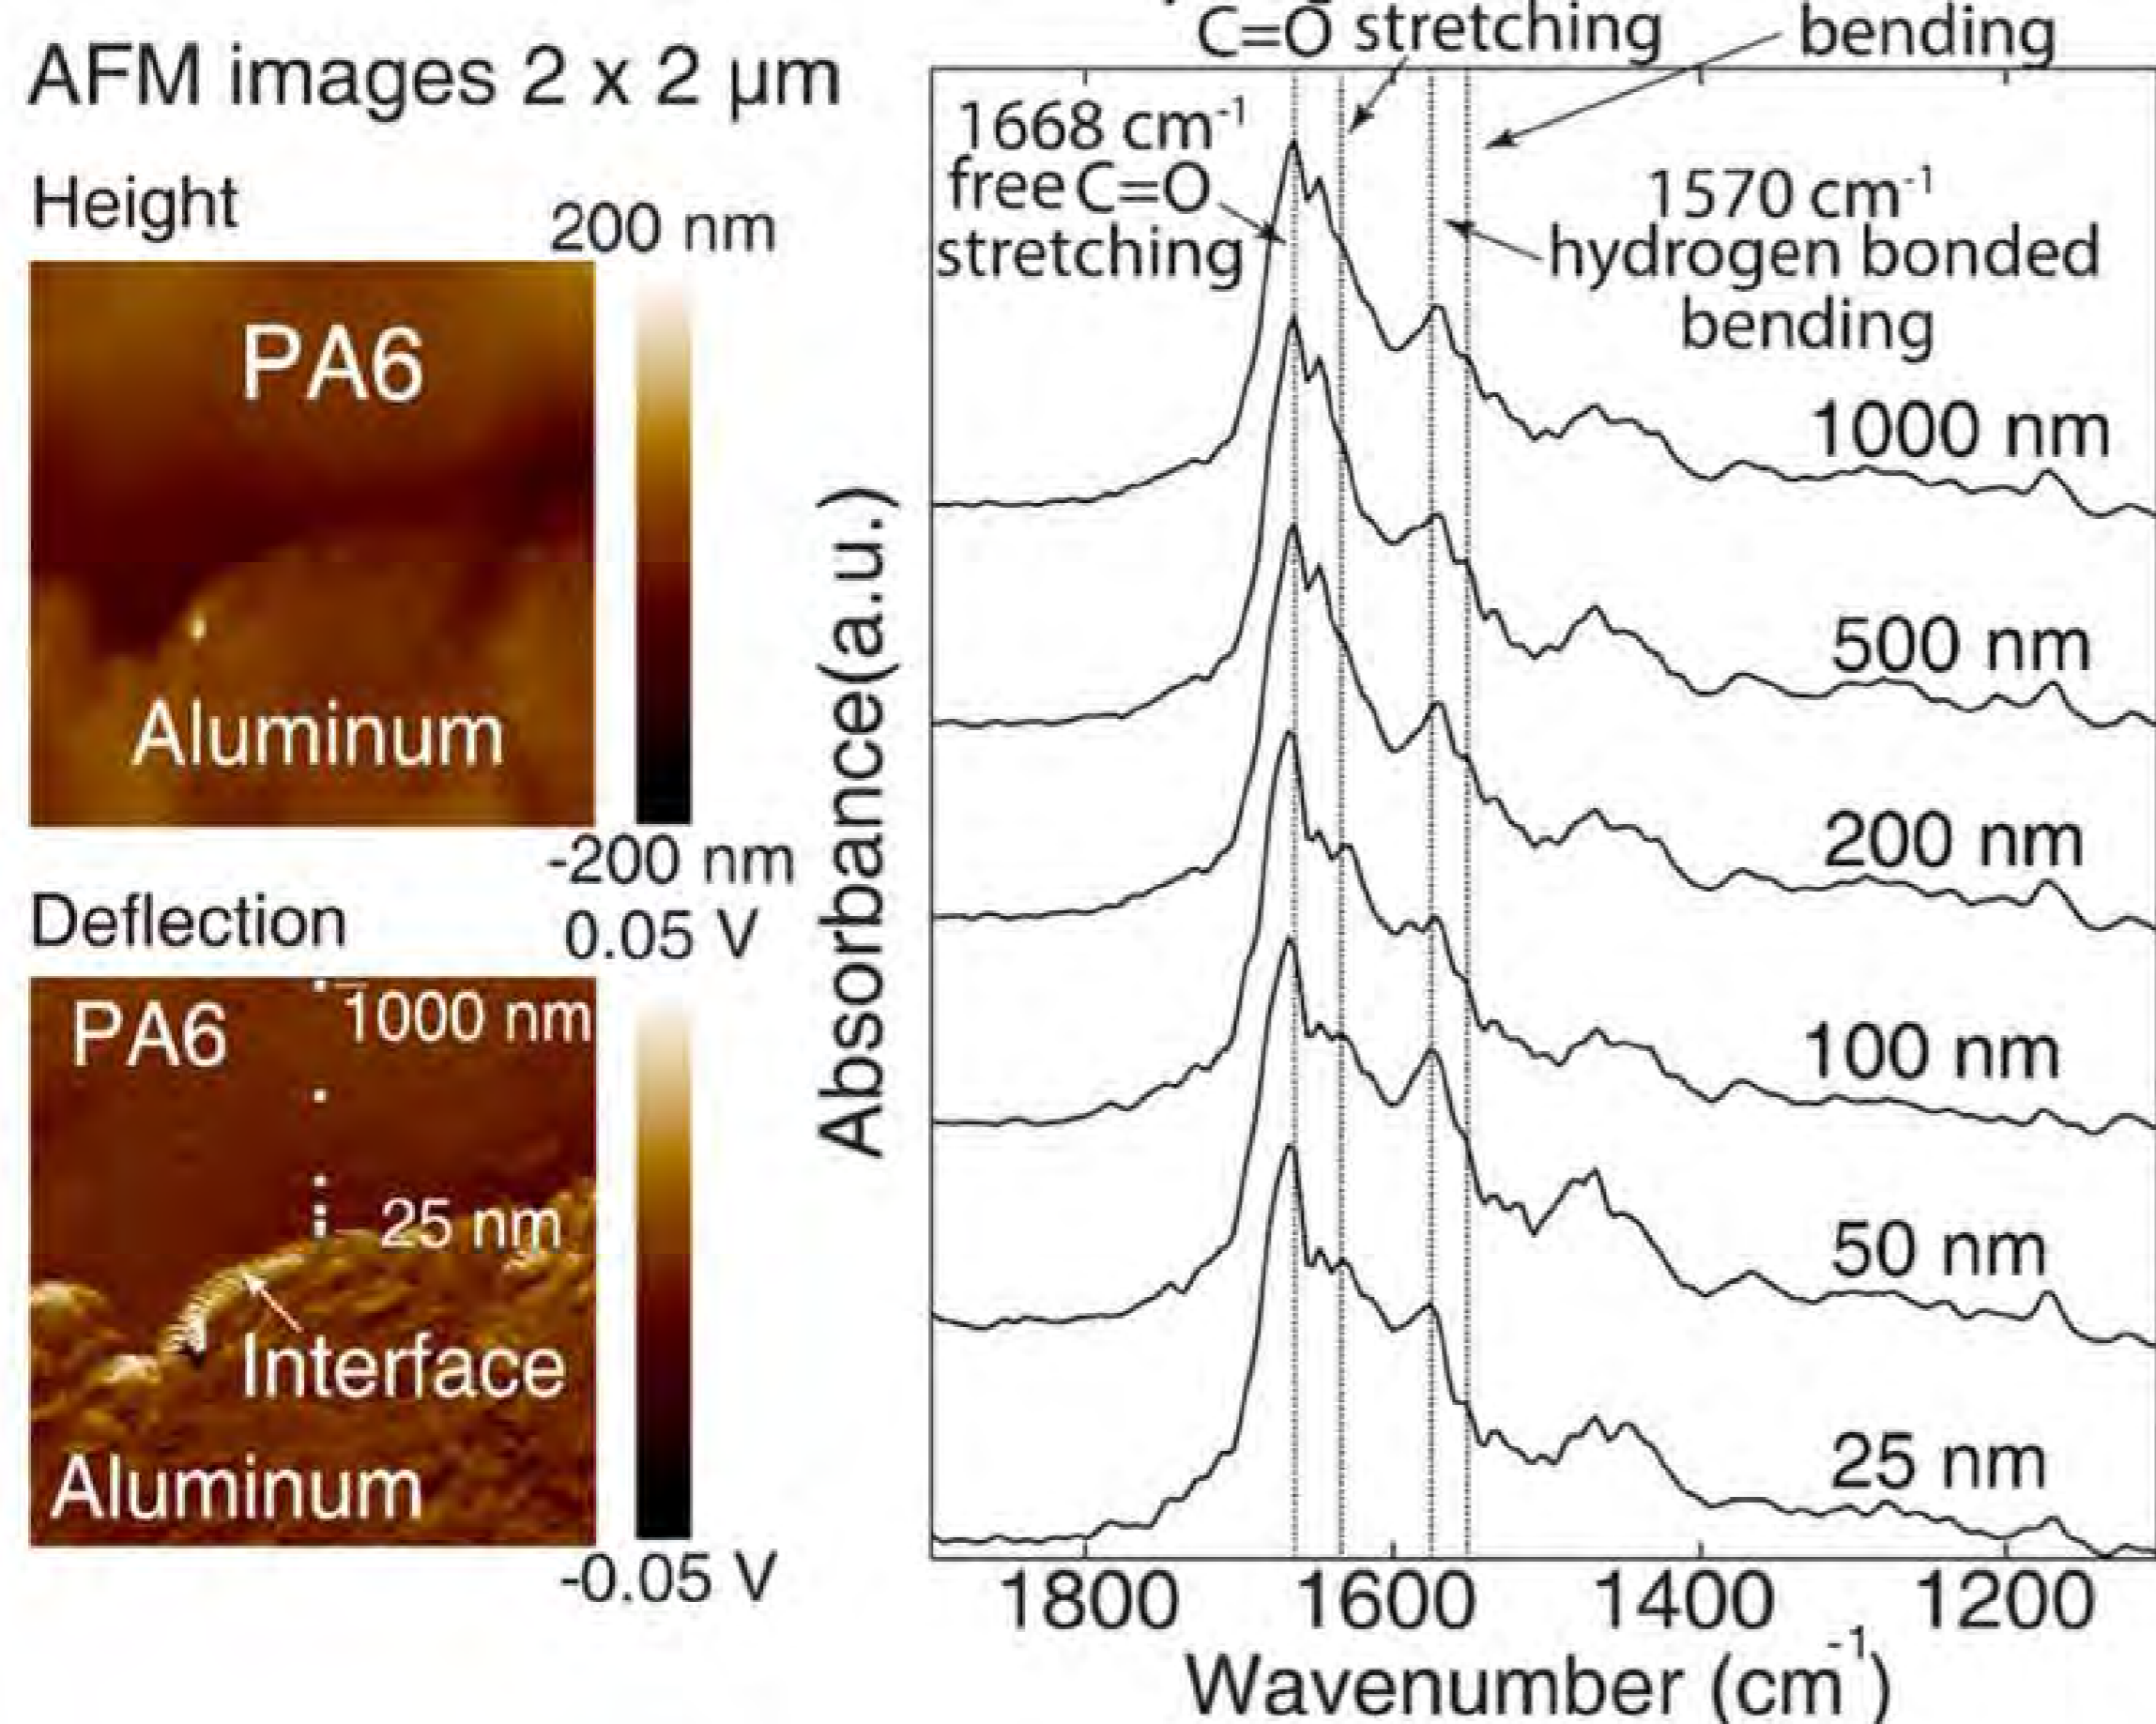 AFM images 2 x 2 µm
Height
200 nm
PA6
Aluminum
-200 nm
Deflection
0.05 V
PA6
1000 nm
25 nm
Interface
Aluminum
-0.05 V
C=O stretching
bending
1668 cm-1
free C=O
stretching
1570 cm-1
hydrogen bonded
bending
1000 nm
500 nm
200 nm
100 nm
50 nm
25 nm
Absorbance(a.u.)
1800 1600 1400 1200
Wavenumber (cm-1)